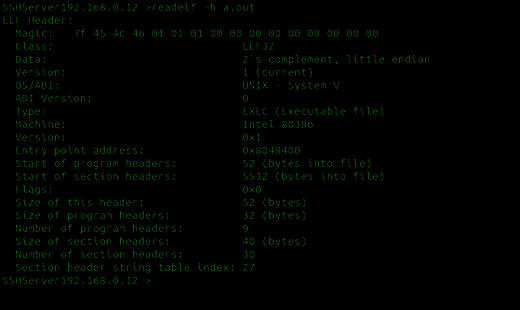 SSHServer192.168.0.12 >readelf -h a.out
ELF Header:
  Magic:   7f 45 4c 46 01 01 01 00 00 00 00 00 00 00 00 00
  Class:                             ELF32
  Data:                              2's complement, little endian
  Version:                           1 (current)
  OS/ABI:                            UNIX - System V
  ABI Version:                       0
  Type:                              EXEC (Executable file)
  Machine:                           Intel 80386
  Version:                           0x1
  Entry point address:               0x8048400
  Start of program headers:          52 (bytes into file)
  Start of section headers:          5532 (bytes into file)
  Flags:                             0x0
  Size of this header:               52 (bytes)
  Size of program headers:           32 (bytes)
  Number of program headers:         9
  Size of section headers:           40 (bytes)
  Number of section headers:         30
  Section header string table index: 27
SSHServer192.168.0.12 >